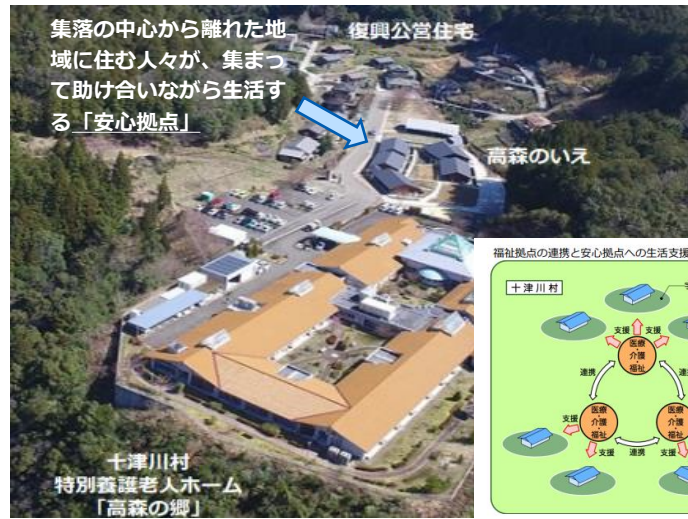 集落の中心から離れた地
域に住む人々が、集まっ
て助け合いながら生活す
る「安心拠点」
復興公営住宅
高森のいえ
十津川村
特別養護老人ホーム
「高森の郷」
福祉拠点の連携と安心拠点への生活支援
十津川村
支援 支援
医療
介護
福祉
連携
医療
介護
福祉
支援
支援
連携
医療
介護
福祉
支援